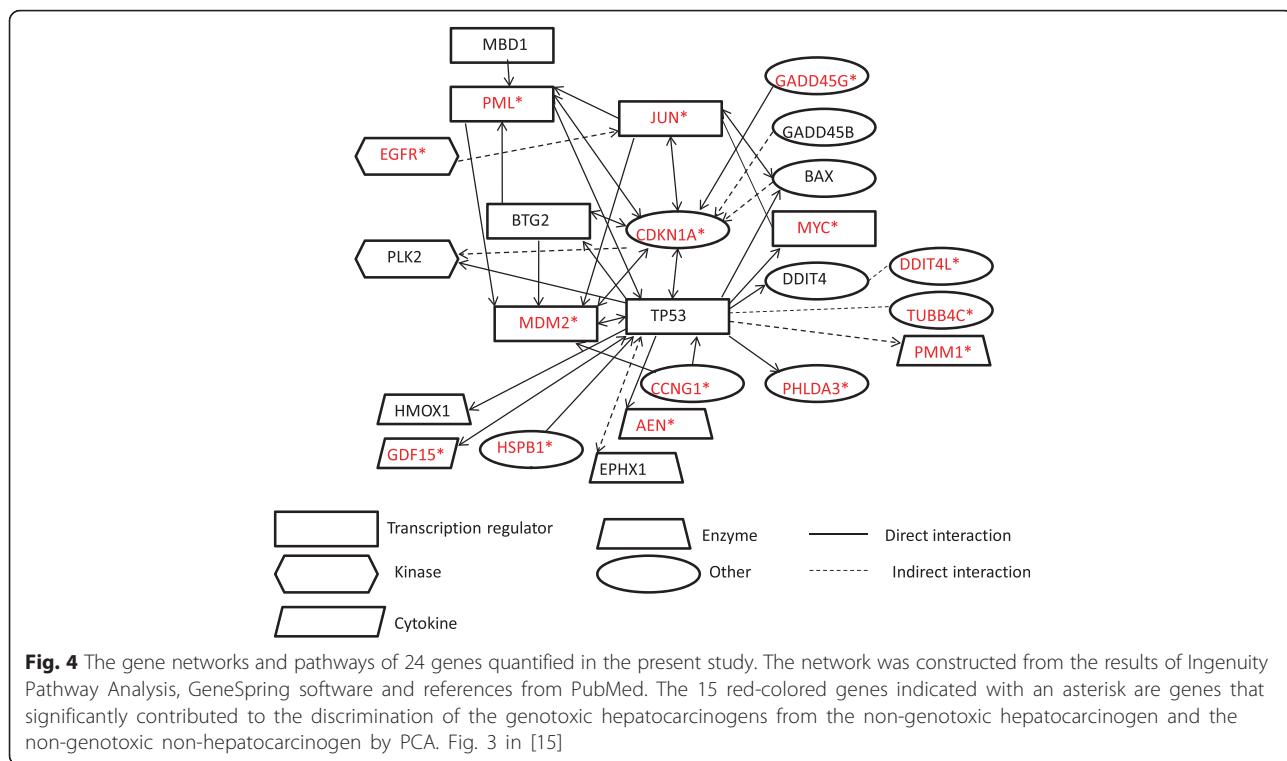 MBD1
GADD45G*
PML*
JUN*
GADD45B
EGFR*
BAX
BTG2
CDKN1A*
MYC*
PLK2
DDIT4
DDIT4L*
MDM2*
TP53
TUBB4C*
PMM1*
CCNG1*
PHLDA3*
HMOX1
AEN*
GDF15*
HSPB1*
EPHX1
Transcription regulator
Enzyme
Direct interaction
Kinase
Other
Indirect interaction
Cytokine
Fig. 4 The gene networks and pathways of 24 genes quantified in the present study. The network was constructed from the results of Ingenuity
Pathway Analysis, GeneSpring software and references from PubMed. The 15 red-colored genes indicated with an asterisk are genes that
significantly contributed to the discrimination of the genotoxic hepatocarcinogens from the non-genotoxic hepatocarcinogen and the
non-genotoxic non-hepatocarcinogen by PCA. Fig. 3 in [15]